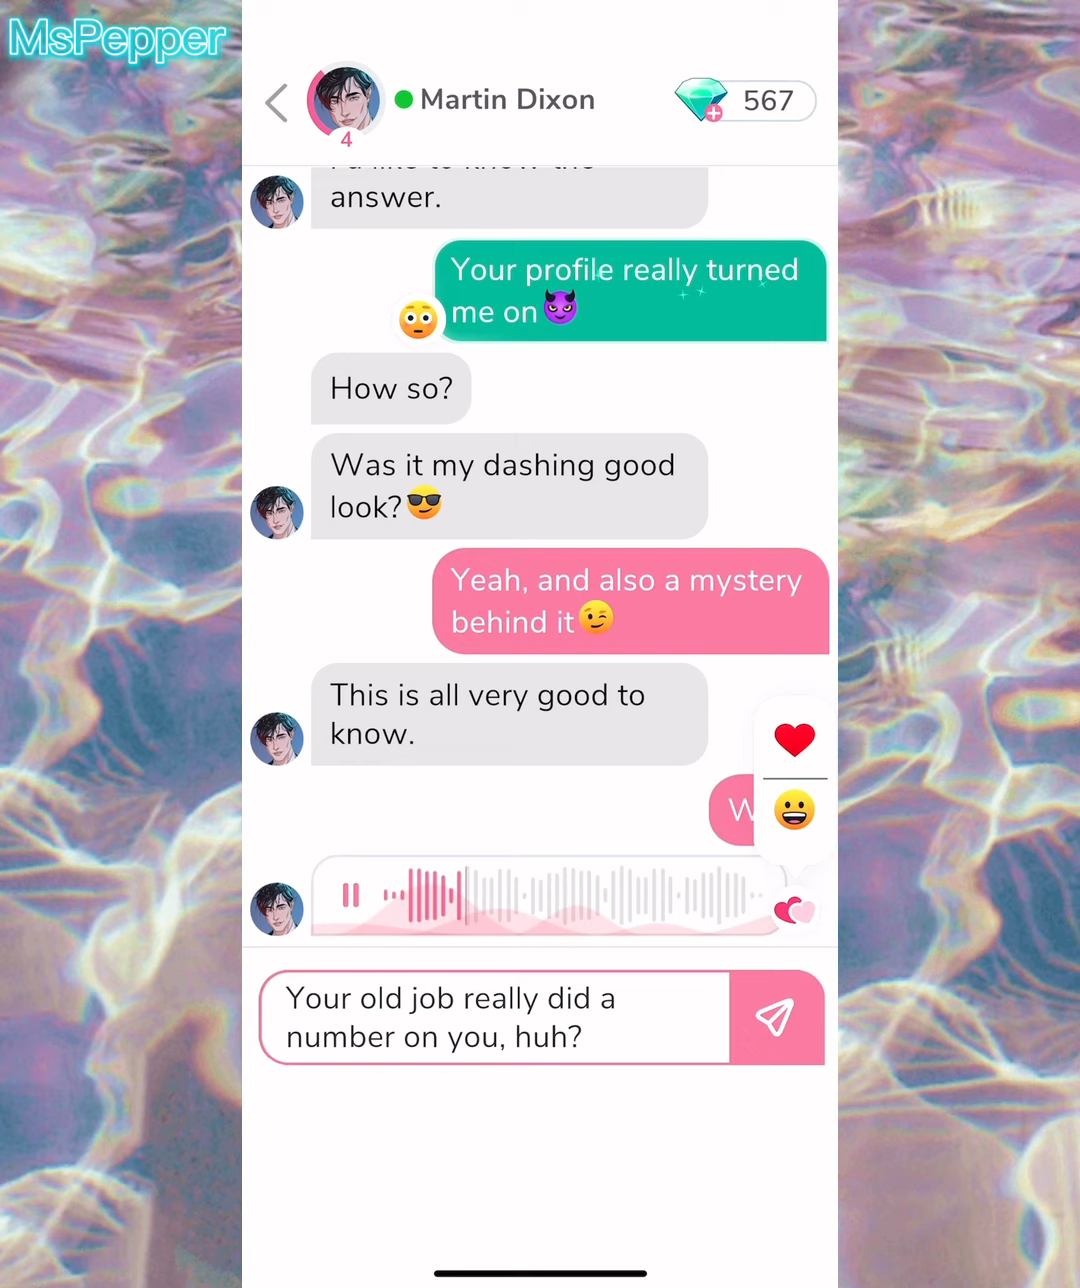 MsPepper
Martin Dixon
567
4
answer.
Your profile really turned
me on
How so?
Was it my dashing good
look?
Yeah, and also a mystery
behind it
This is all very good to
know.
Your old job really did a
number on you, huh?